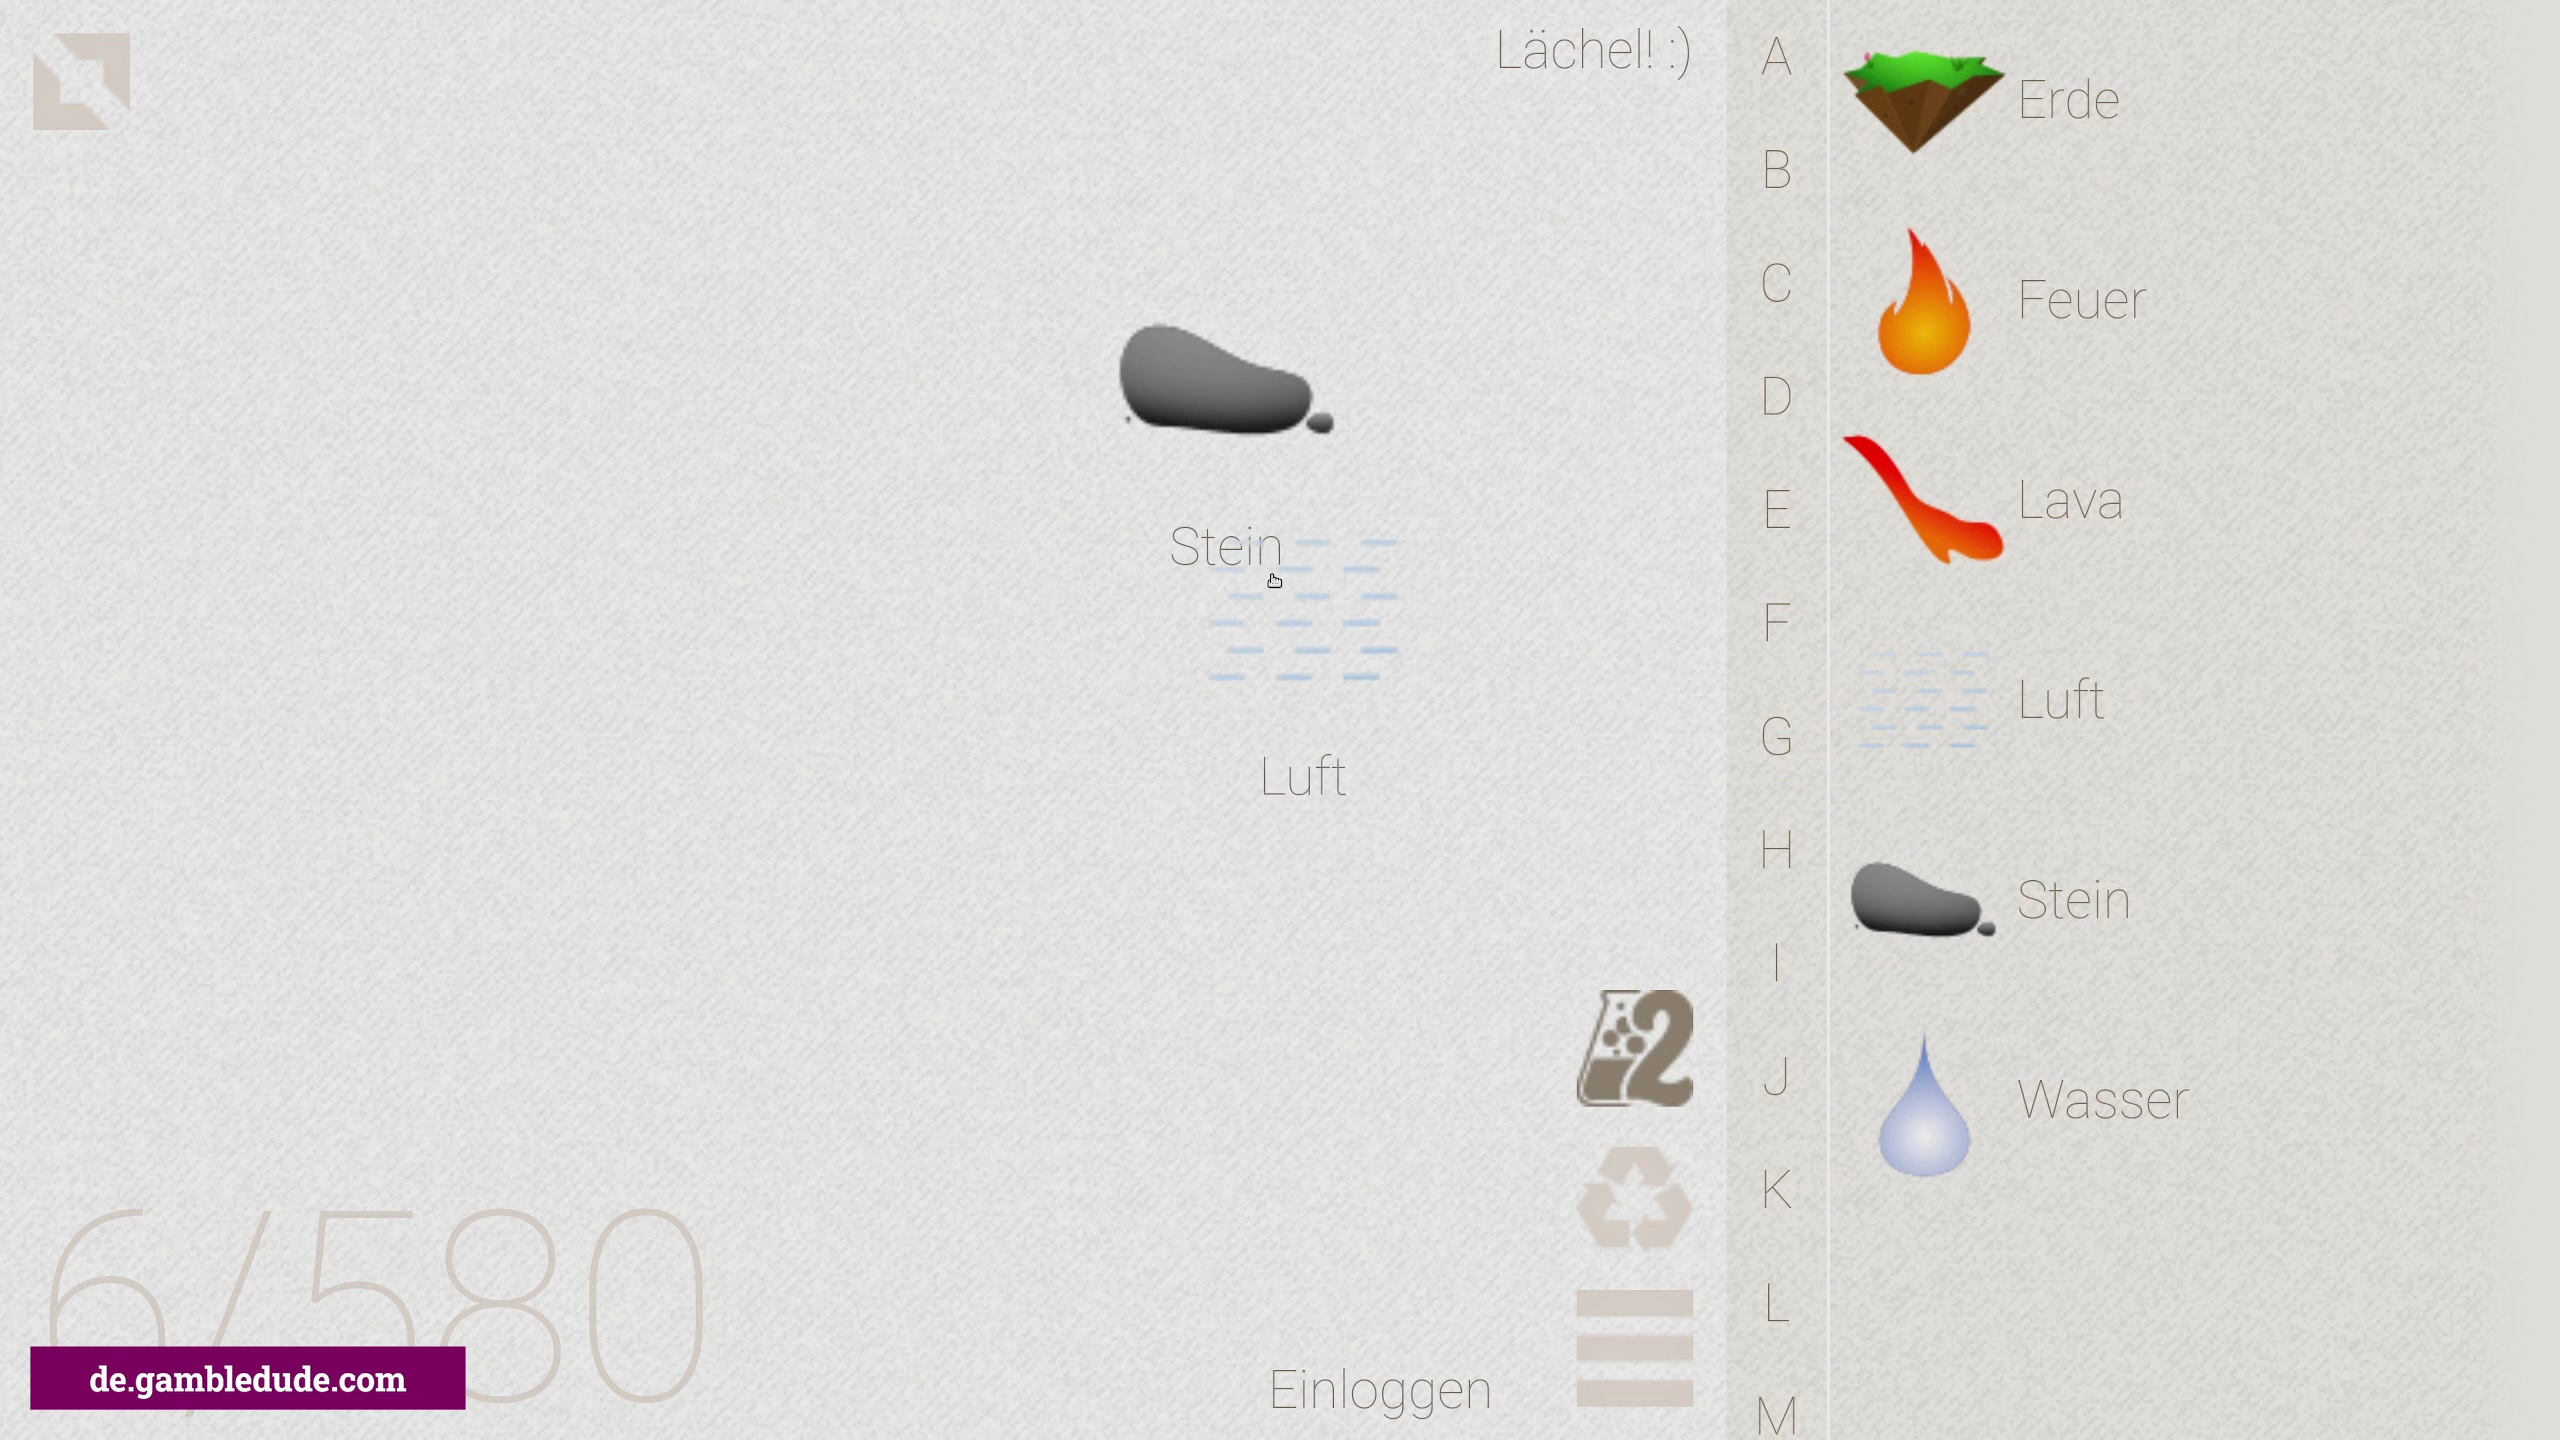 Lächel! :)
Stein
Luft
2
6/580
de.gambledude.com
Einloggen
A
B
C
D
E
F
G
H
I
J
K
L
M
Erde
Feuer
Lava
Luft
Stein
Wasser